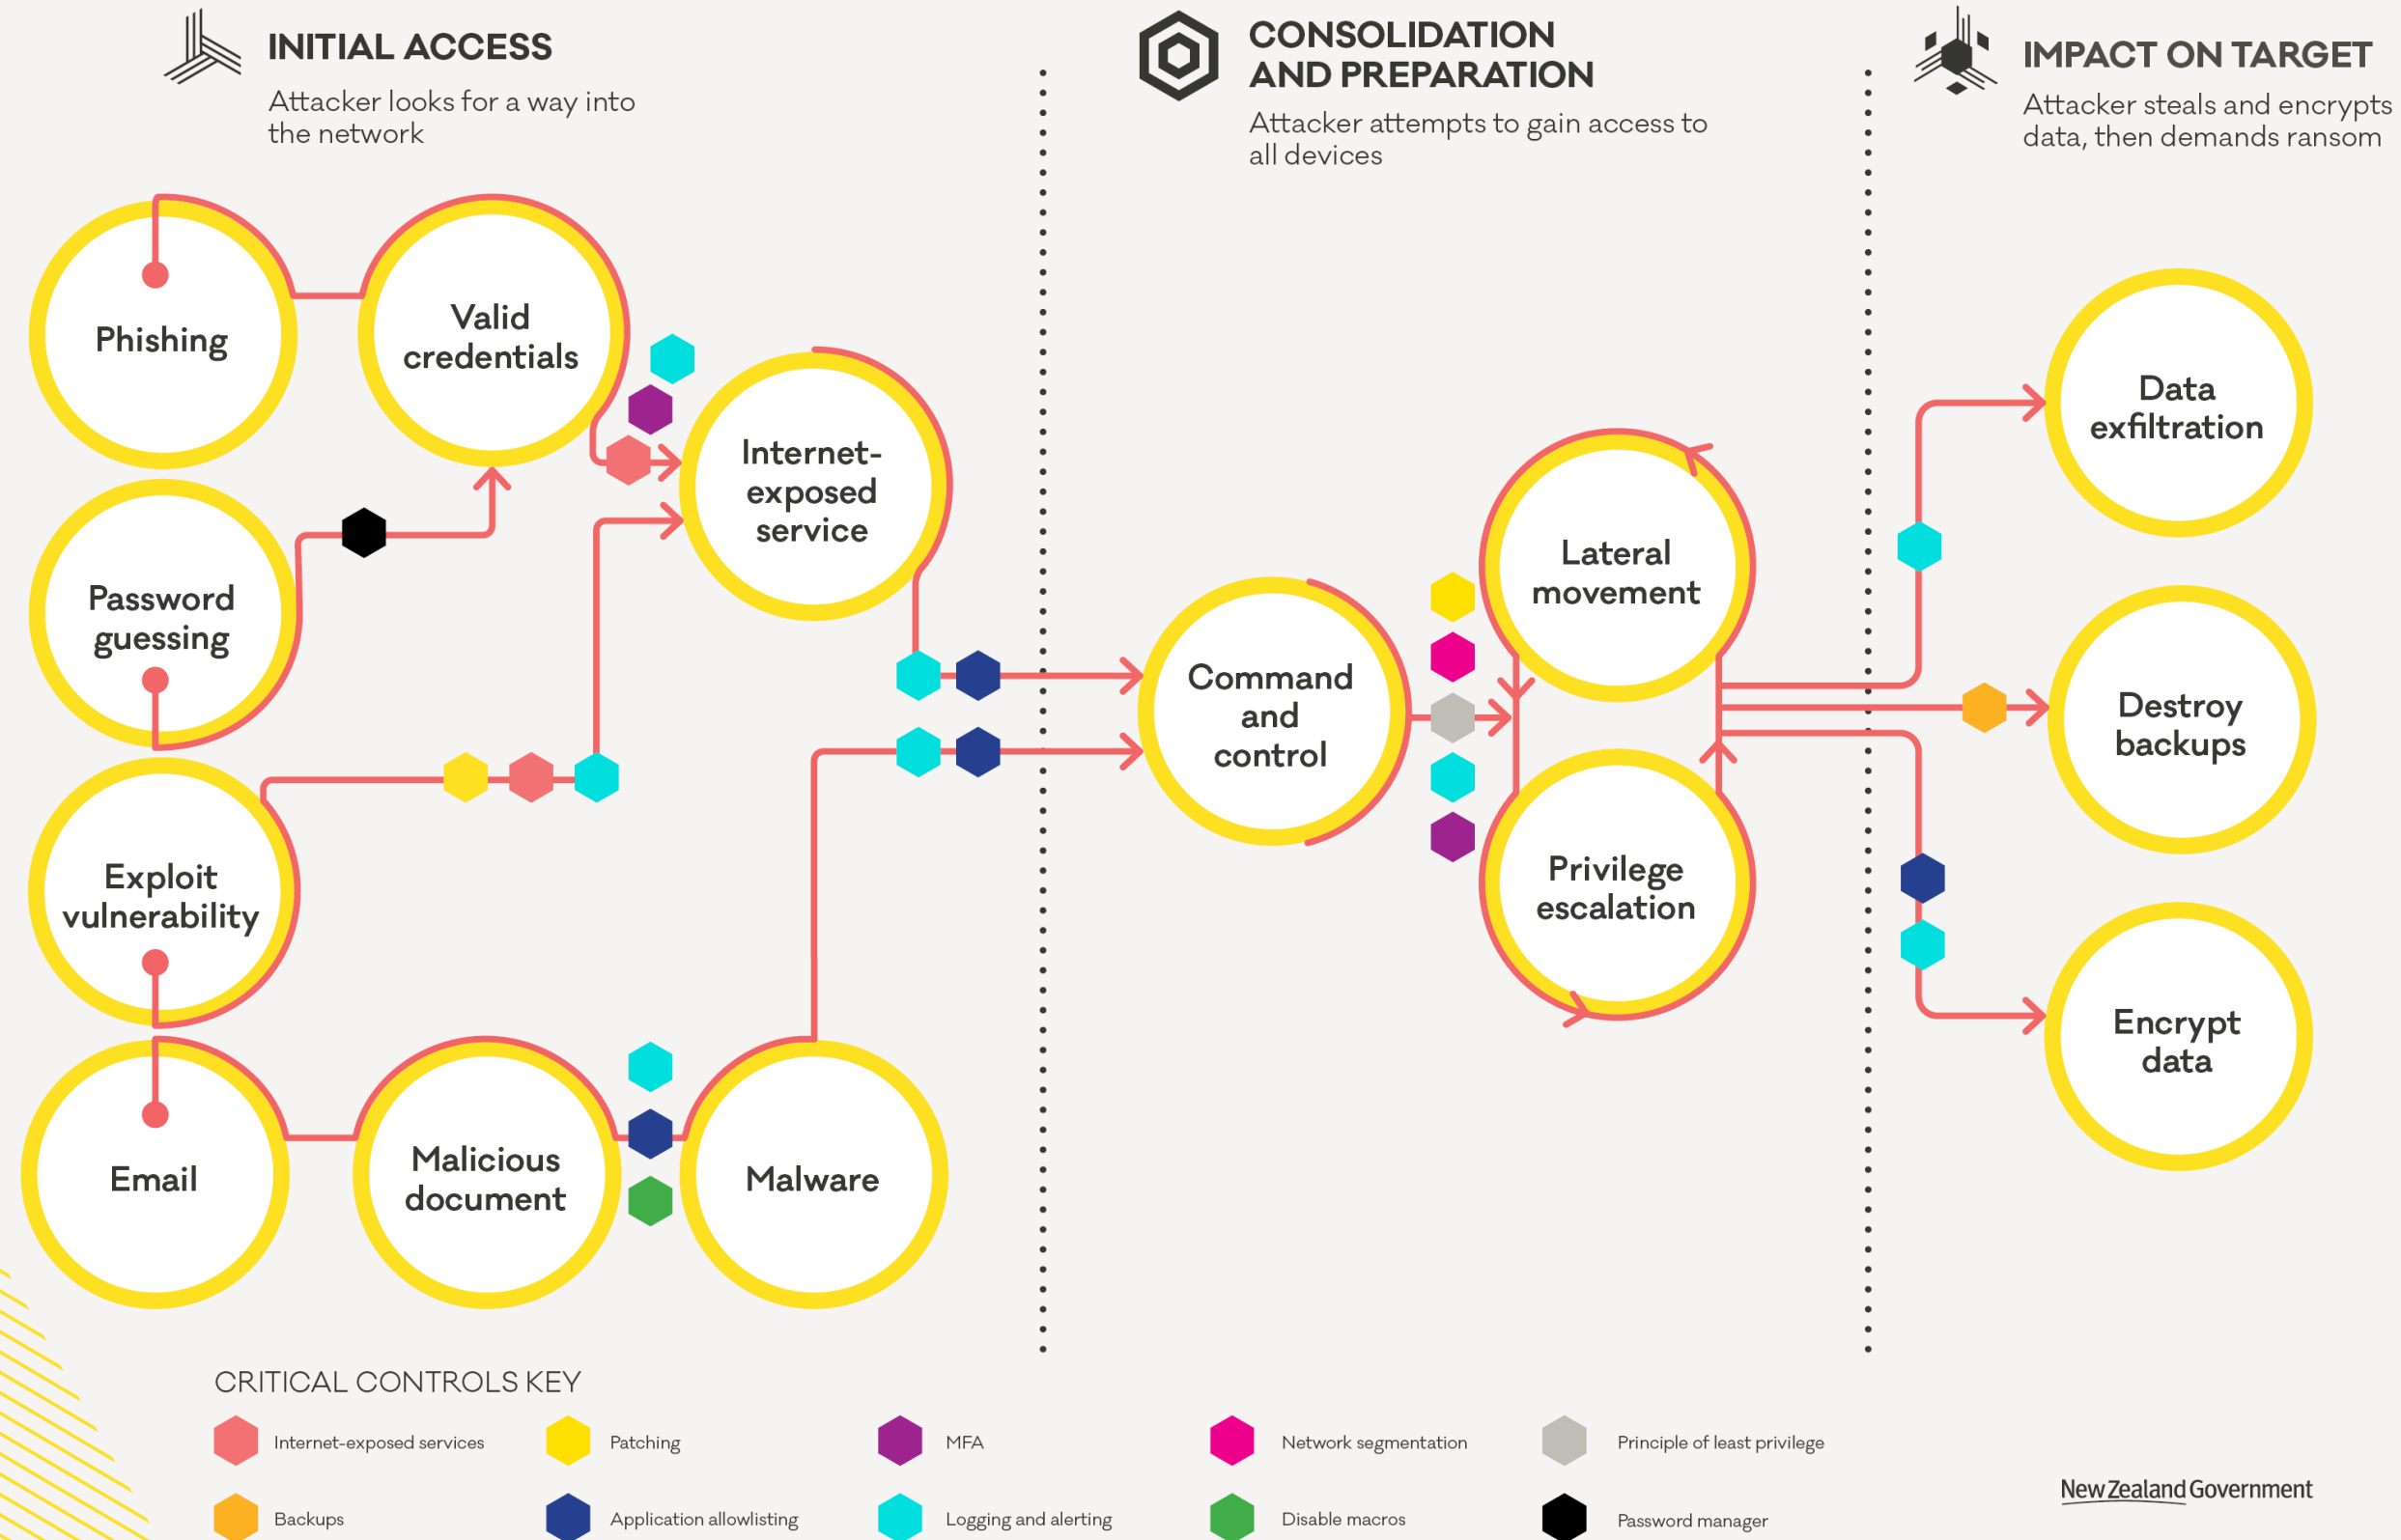 INITIAL ACCESS
Attacker looks for a way into
the network
CONSOLIDATION
AND PREPARATION
Attacker attempts to gain access to
all devices
IMPACT ON TARGET
Attacker steals and encrypts
data, then demands ransom
Phishing
Valid
credentials
Internet-
exposed
service
Password
guessing
Exploit
vulnerability
Email
Malicious
document
Malware
Command
and
control
Lateral
movement
Privilege
escalation
Data
exfiltration
Destroy
backups
Encrypt
data
CRITICAL CONTROLS KEY
Internet-exposed services
Patching
MFA
Network segmentation
Principle of least privilege
Backups
Application allowlisting
Logging and alerting
Disable macros
Password manager
New Zealand Government